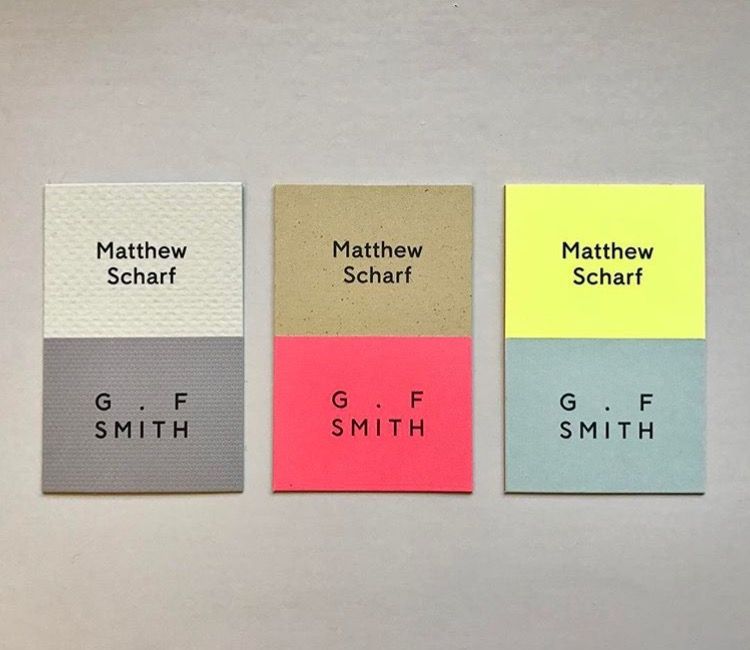 Matthew
Scharf
G . F
SMITH
Matthew
Scharf
G . F
SMITH
Matthew
Scharf
G . F
SMITH